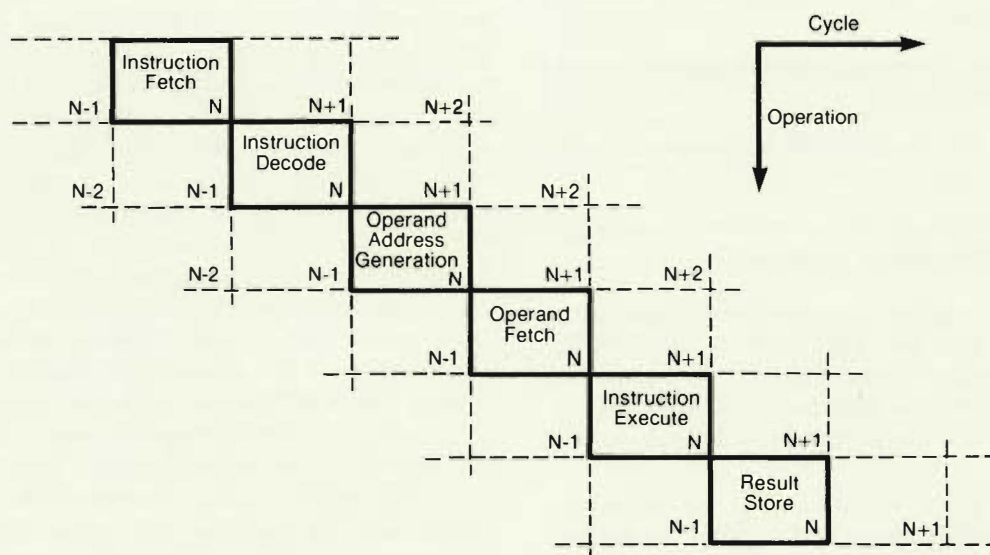 Cycle
Operation
Instruction
Fetch
N-1 N N+1 N+2
Instruction
Decode
N-2 N-1 N N+1 N+2
Operand
Address
Generation
N-2 N-1 N N+1 N+2
Operand
Fetch
N-1 N N+1
Instruction
Execute
N-1 N N+1
Result
Store
N-1 N N+1